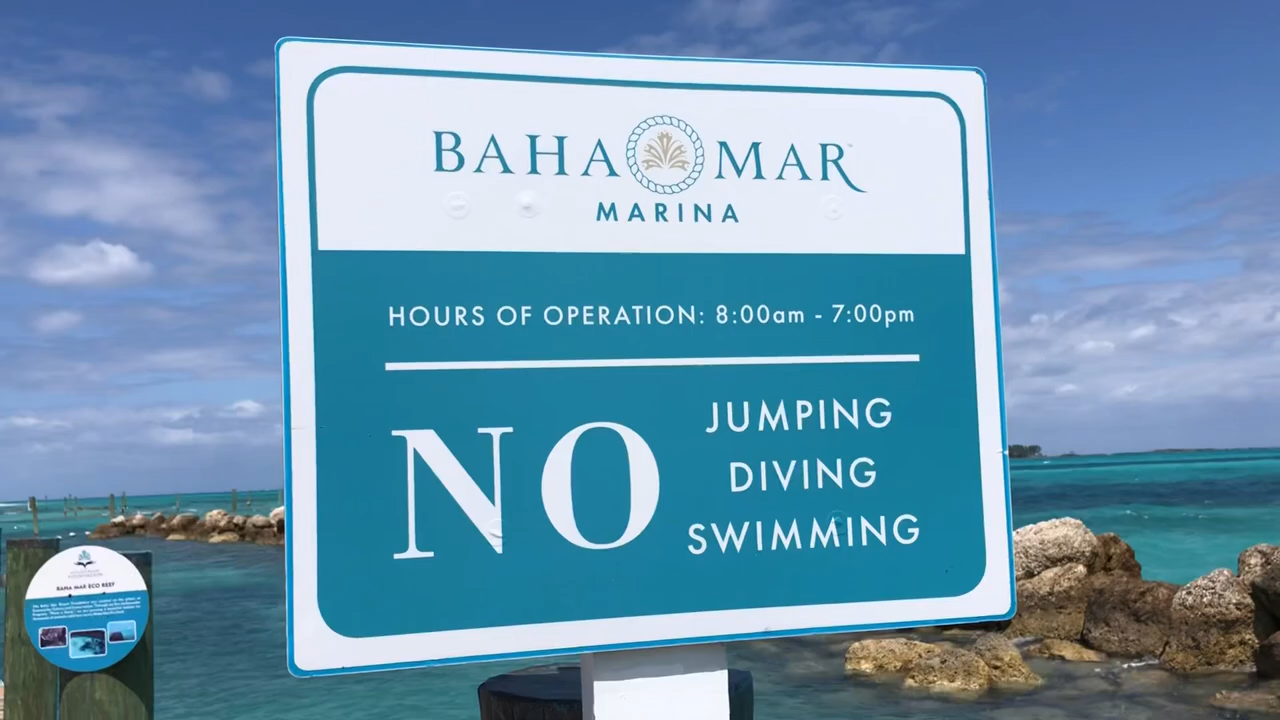 BAHA MAR
MARINA
HOURS OF OPERATION: 8:00am - 7:00pm
NO
JUMPING
DIVING
SWIMMING
BAHA MAR ECO REEF